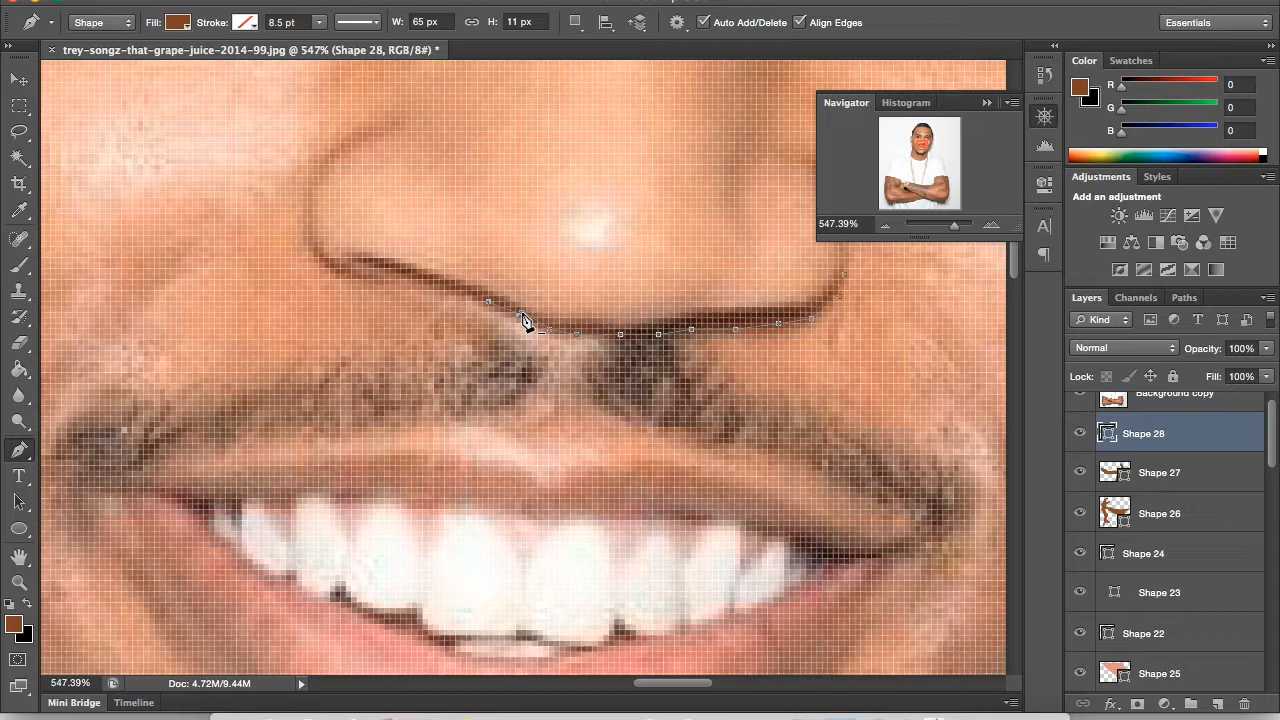 Shape
Fill:
Stroke:
8.5 pt
W: 65 px
H: 11 px
Auto Add/Delete
Align Edges
Essentials
trey-songz-that-grape-juice-2014-99.jpg @ 547% (Shape 28, RGB/8#) *
Color
Swatches
R 0
G 0
B 0
Navigator
Histogram
547.39%
Adjustments
Styles
Add an adjustment
Layers
Channels
Paths
Kind
Normal
Opacity: 100%
Lock:
Fill: 100%
Background copy
Shape 28
Shape 27
Shape 26
Shape 24
Shape 23
Shape 22
Shape 25
547.39%
Doc: 4.72M/9.44M
Mini Bridge
Timeline